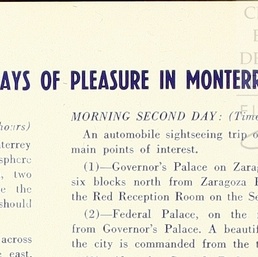 AYS OF PLEASURE IN MONTERR
hours)
terrey
sphere
, two
e the
should
across
east.
MORNING SECOND DAY: (Time
An automobile sightseeing trip o
main points of interest.
(1)—Governor's Palace on Zarag
six blocks north from Zaragoza P
the Red Reception Room on the Se
(2)—Federal Palace, on the
from Governor's Palace. A beautif
the city is commanded from the t